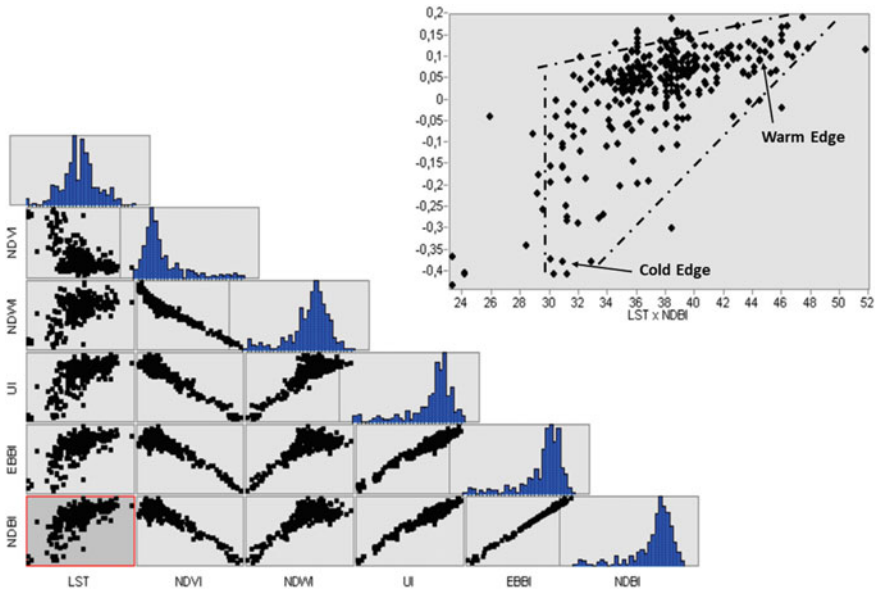 0,2
0,15
0,1
0,05
0
-0,05
-0,1
-0,15
-0,2
-0,25
-0,3
-0,35
-0,4
24 26 28 30 32 34 36 38 40 42 44 46 48 50 52
LST x NDBI
Warm Edge
Cold Edge
NDVI
NDWI
UI
EBBI
NDBI
LST NDVI NDWI UI EBBI NDBI